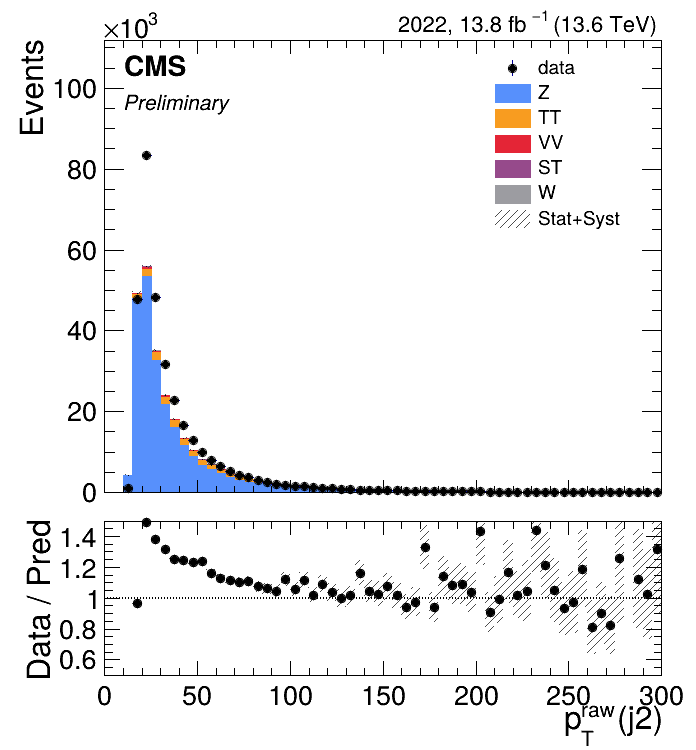 ×10³
2022, 13.8 fb⁻¹ (13.6 TeV)
Events
CMS
Preliminary
data
Z
TT
VV
ST
W
Stat+Syst
100
80
60
40
20
0
Data / Pred
1.4
1.2
1
0.8
0.6
0 50 100 150 200 250 300
p_T^raw(j2)